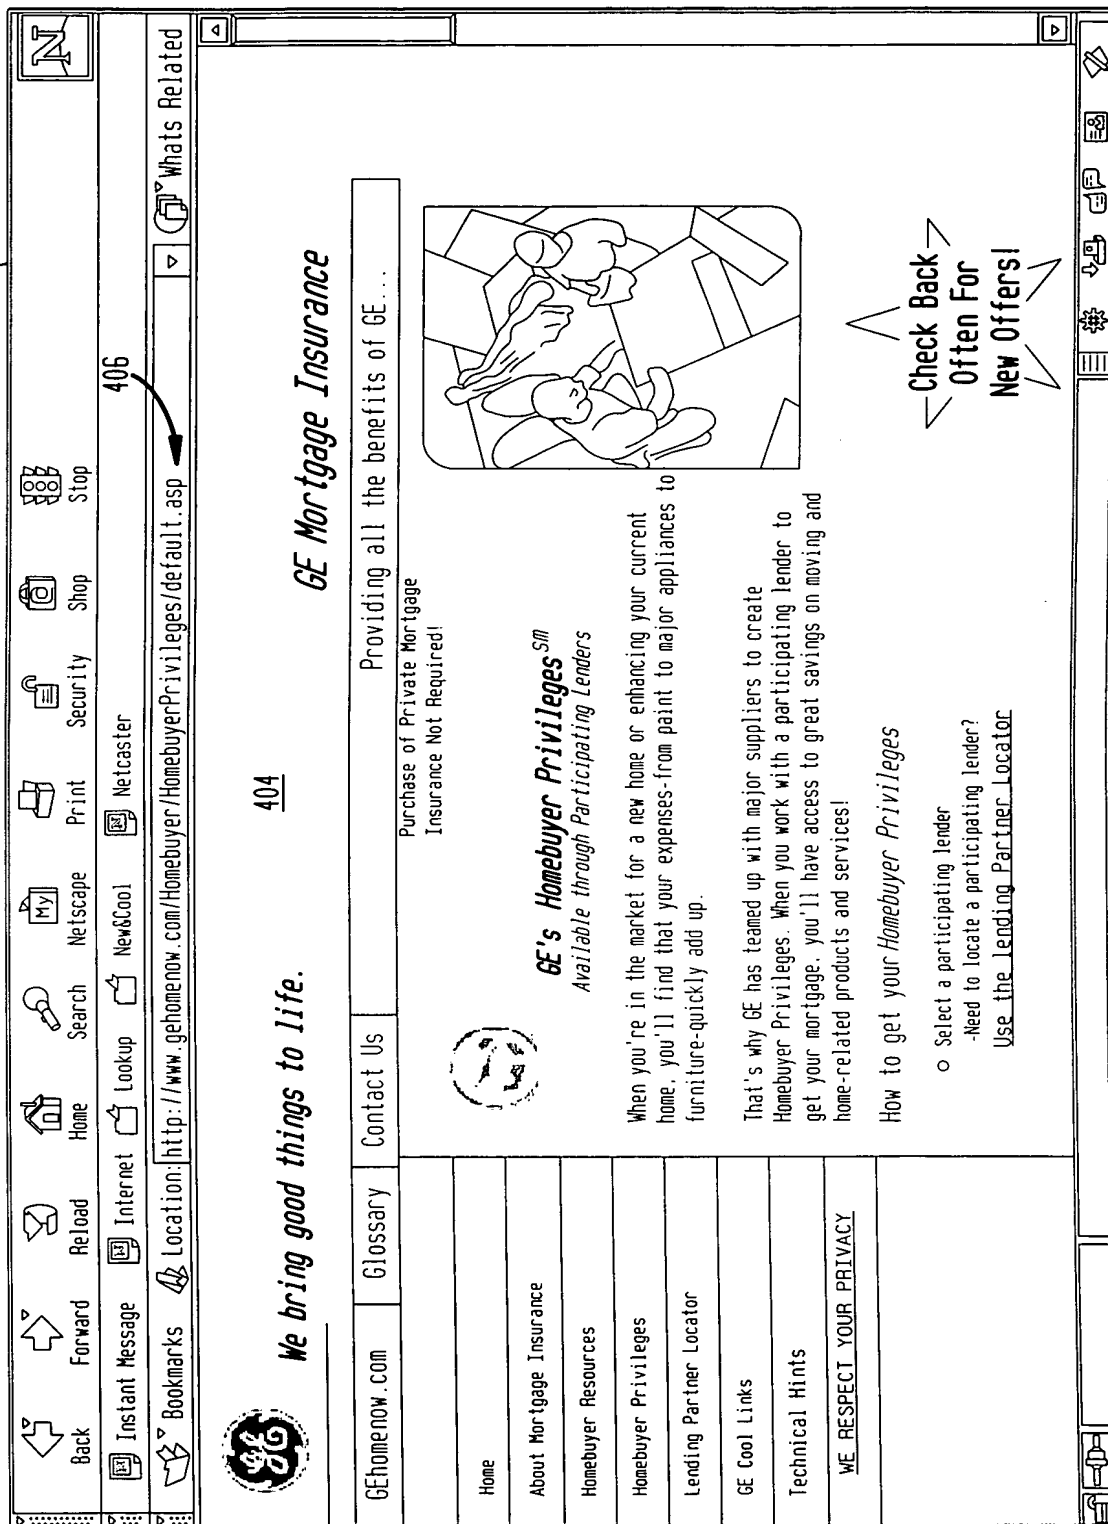 Back Forward Reload Home Search Netscape Print Security Shop Stop
My
N
Instant Message Internet Lookup New&Cool Netcaster
406
Bookmarks Location: http://www.gehomenow.com/Homebuyer/HomebuyerPrivileges/default.asp Whats Related
GE We bring good things to life.
404
GE Mortgage Insurance
GEhomenow.com Glossary Contact Us Providing all the benefits of GE...
Home
About Mortgage Insurance
Homebuyer Resources
Homebuyer Privileges
Lending Partner Locator
GE Cool Links
Technical Hints
WE RESPECT YOUR PRIVACY
Purchase of Private Mortgage
Insurance Not Required!
GE's Homebuyer Privileges SM
Available through Participating Lenders
When you're in the market for a new home or enhancing your current
home, you'll find that your expenses-from paint to major appliances to
furniture-quickly add up.
That's why GE has teamed up with major suppliers to create
Homebuyer Privileges. When you work with a participating lender to
get your mortgage, you'll have access to great savings on moving and
home-related products and services!
How to get your Homebuyer Privileges
o Select a participating lender
-Need to locate a participating lender?
Use the lending Partner Locator
Check Back
Often For
New Offers!